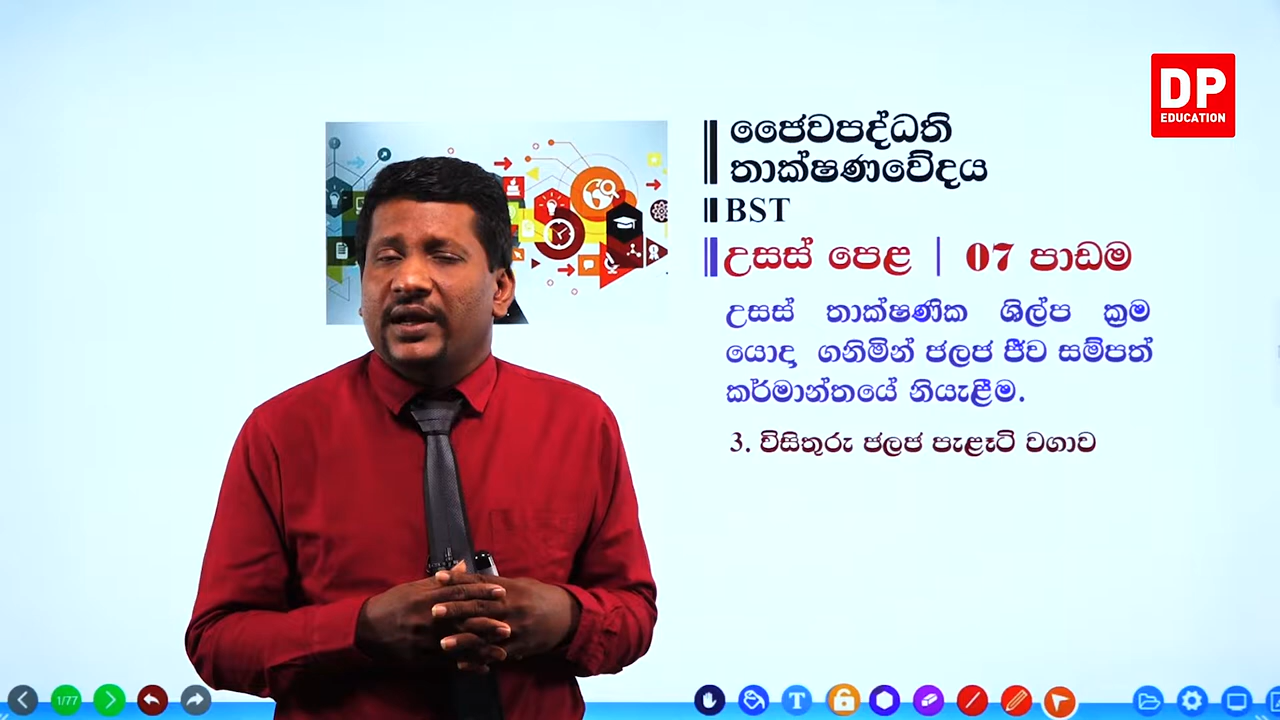 DP
EDUCATION
ජෛවපද්ධති
තාක්ෂණවේදය
BST
උසස් පෙළ | 07 පාඩම
උසස් තාක්ෂණික ශිල්ප ක්‍රම
යොදා ගනිමින් ජලජ ජීව සම්පත්
කර්මාන්තයේ නියැළීම.
3. විසිතුරු ජලජ පැළෑටි වගාව
1/77
T